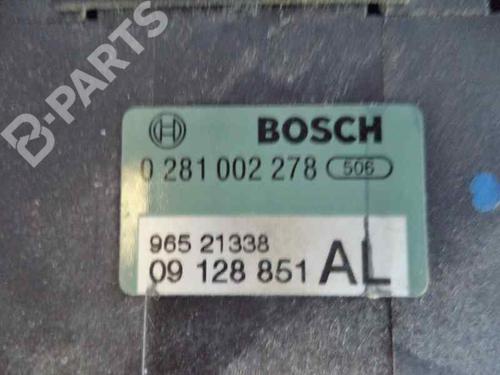 B-PARTS
BOSCH
0 281 002 278 506
965 21338
09 128 851 AL